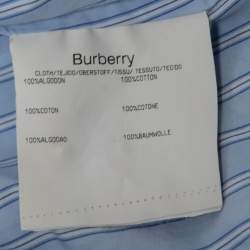 Burberry
CLOTH/TEJIDO/OBERSTOFF/TISSU/TESSUTO/TECIDO
100%ALGODON 100%COTTON
100%COTON 100%COTONE
100%ALGODAO 100%BAUMWOLLE